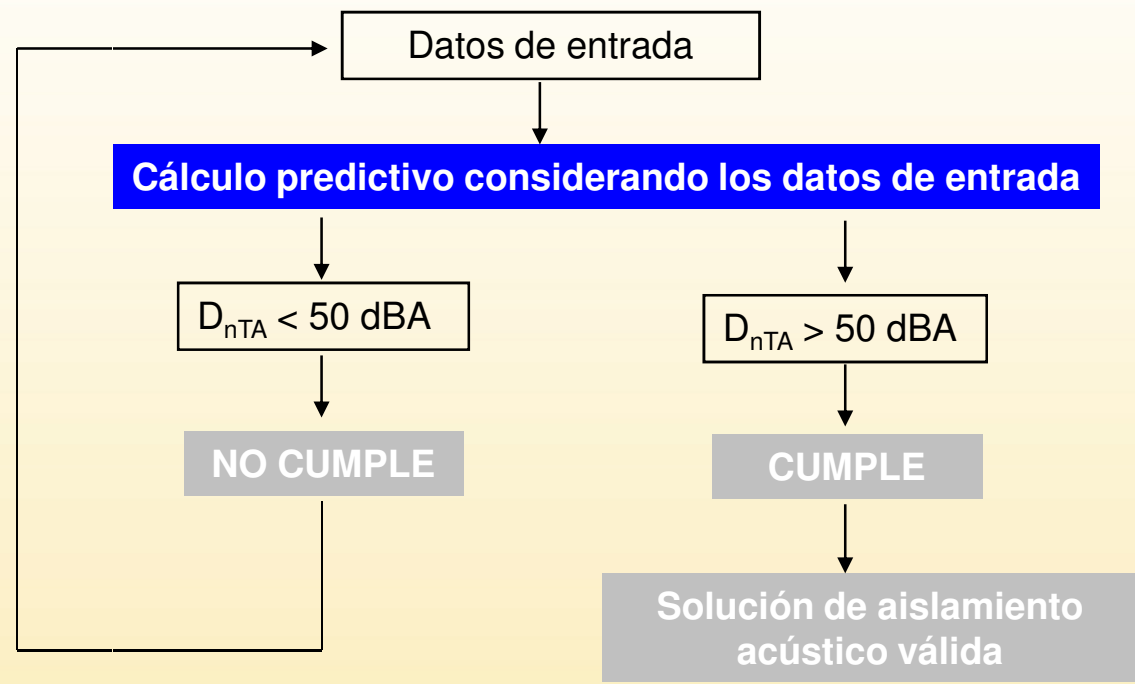 Datos de entrada
Cálculo predictivo considerando los datos de entrada
DnTA < 50 dBA
DnTA > 50 dBA
NO CUMPLE
CUMPLE
Solución de aislamiento
acústico válida